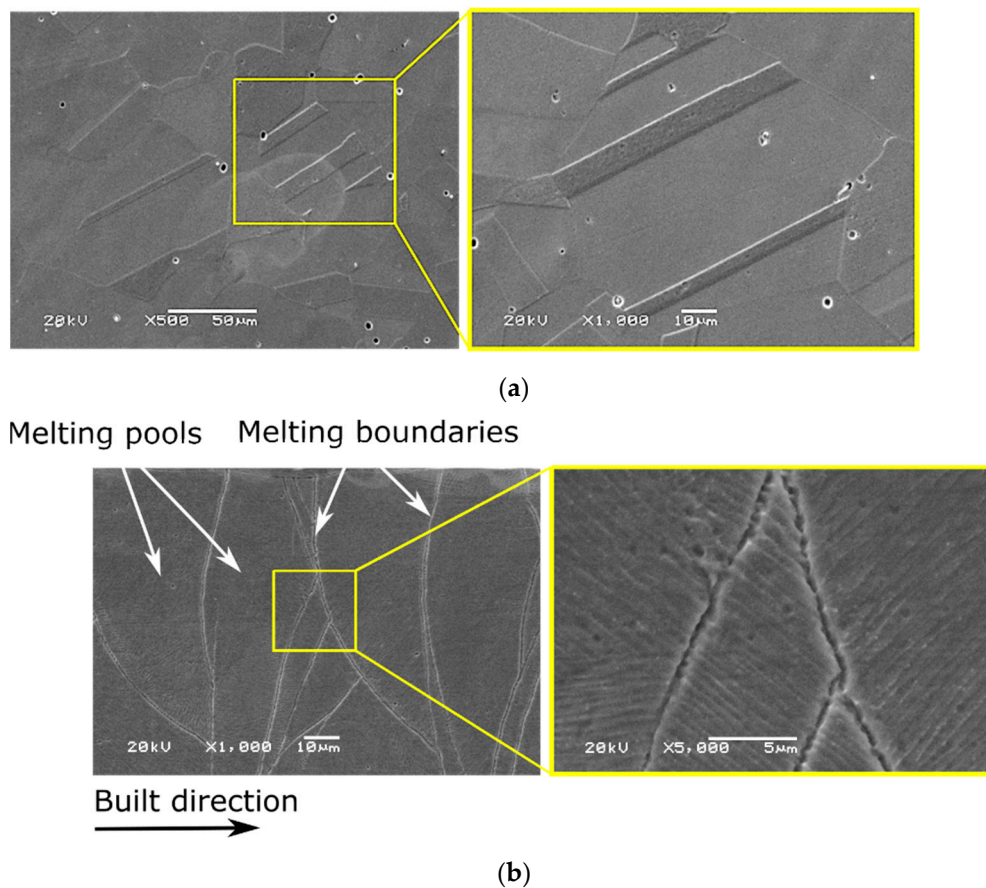 20kV X500 50μm
20kV X1,000 10μm
(a)
Melting pools Melting boundaries
20kV X1,000 10μm
20kV X5,000 5μm
Built direction
(b)